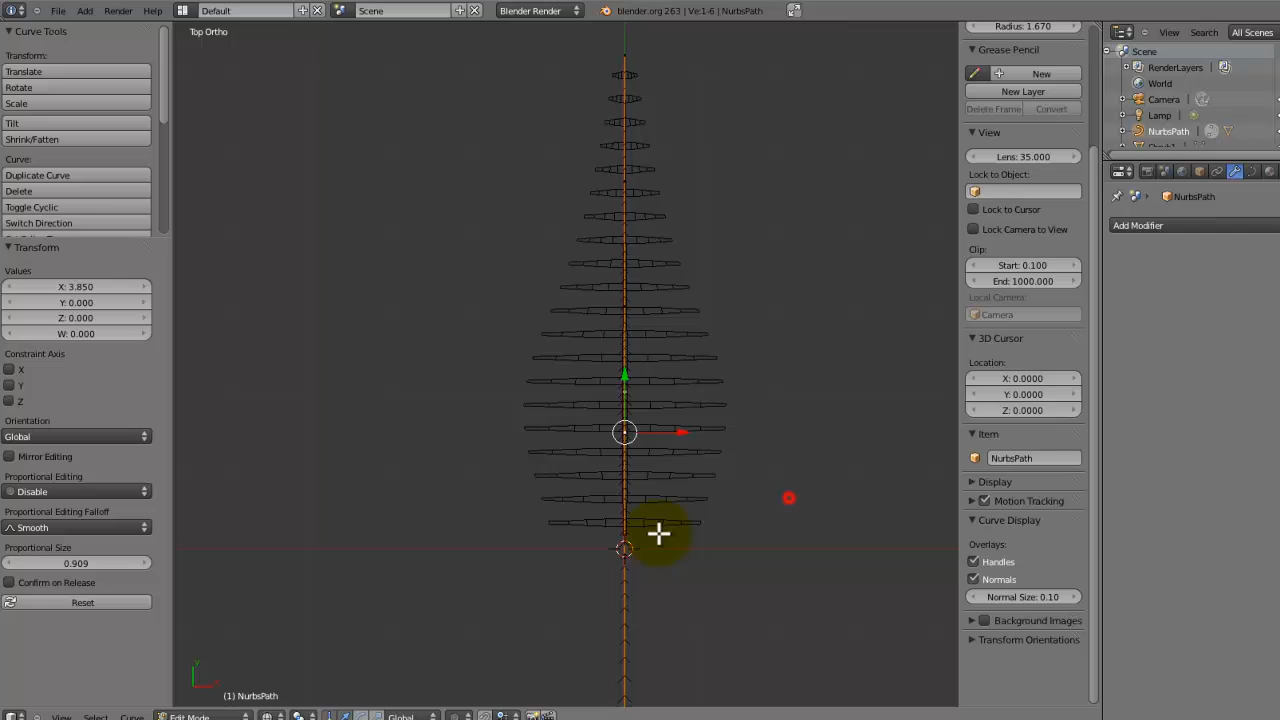 File Add Render Help Default Scene Blender Render blender.org 263 | Ve:1-6 | NurbsPath
Curve Tools
Transform:
Translate
Rotate
Scale
Tilt
Shrink/Fatten
Curve:
Duplicate Curve
Delete
Toggle Cyclic
Switch Direction
Transform
Values
X: 3.850
Y: 0.000
Z: 0.000
W: 0.000
Constraint Axis
X
Y
Z
Orientation
Global
Mirror Editing
Proportional Editing
Disable
Proportional Editing Falloff
Smooth
Proportional Size
0.909
Confirm on Release
Reset
Top Ortho
(1) NurbsPath
View Select Curve Edit Mode Global
Radius: 1.670
Grease Pencil
New
New Layer
Delete Frame Convert
View
Lens: 35.000
Lock to Object:
Lock to Cursor
Lock Camera to View
Clip:
Start: 0.100
End: 1000.000
Local Camera:
Camera
3D Cursor
Location:
X: 0.0000
Y: 0.0000
Z: 0.0000
Item
NurbsPath
Display
Motion Tracking
Curve Display
Overlays:
Handles
Normals
Normal Size: 0.10
Background Images
Transform Orientations
View Search All Scenes
Scene
RenderLayers
World
Camera
Lamp
NurbsPath
NurbsPath
Add Modifier